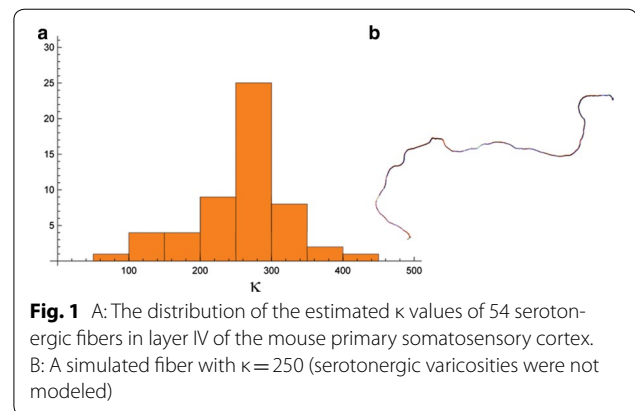 a
b
30
25
20
15
10
5
100
200
300
400
500
κ
Fig. 1 A: The distribution of the estimated κ values of 54 seroton-
ergic fibers in layer IV of the mouse primary somatosensory cortex.
B: A simulated fiber with κ = 250 (serotonergic varicosities were not
modeled)